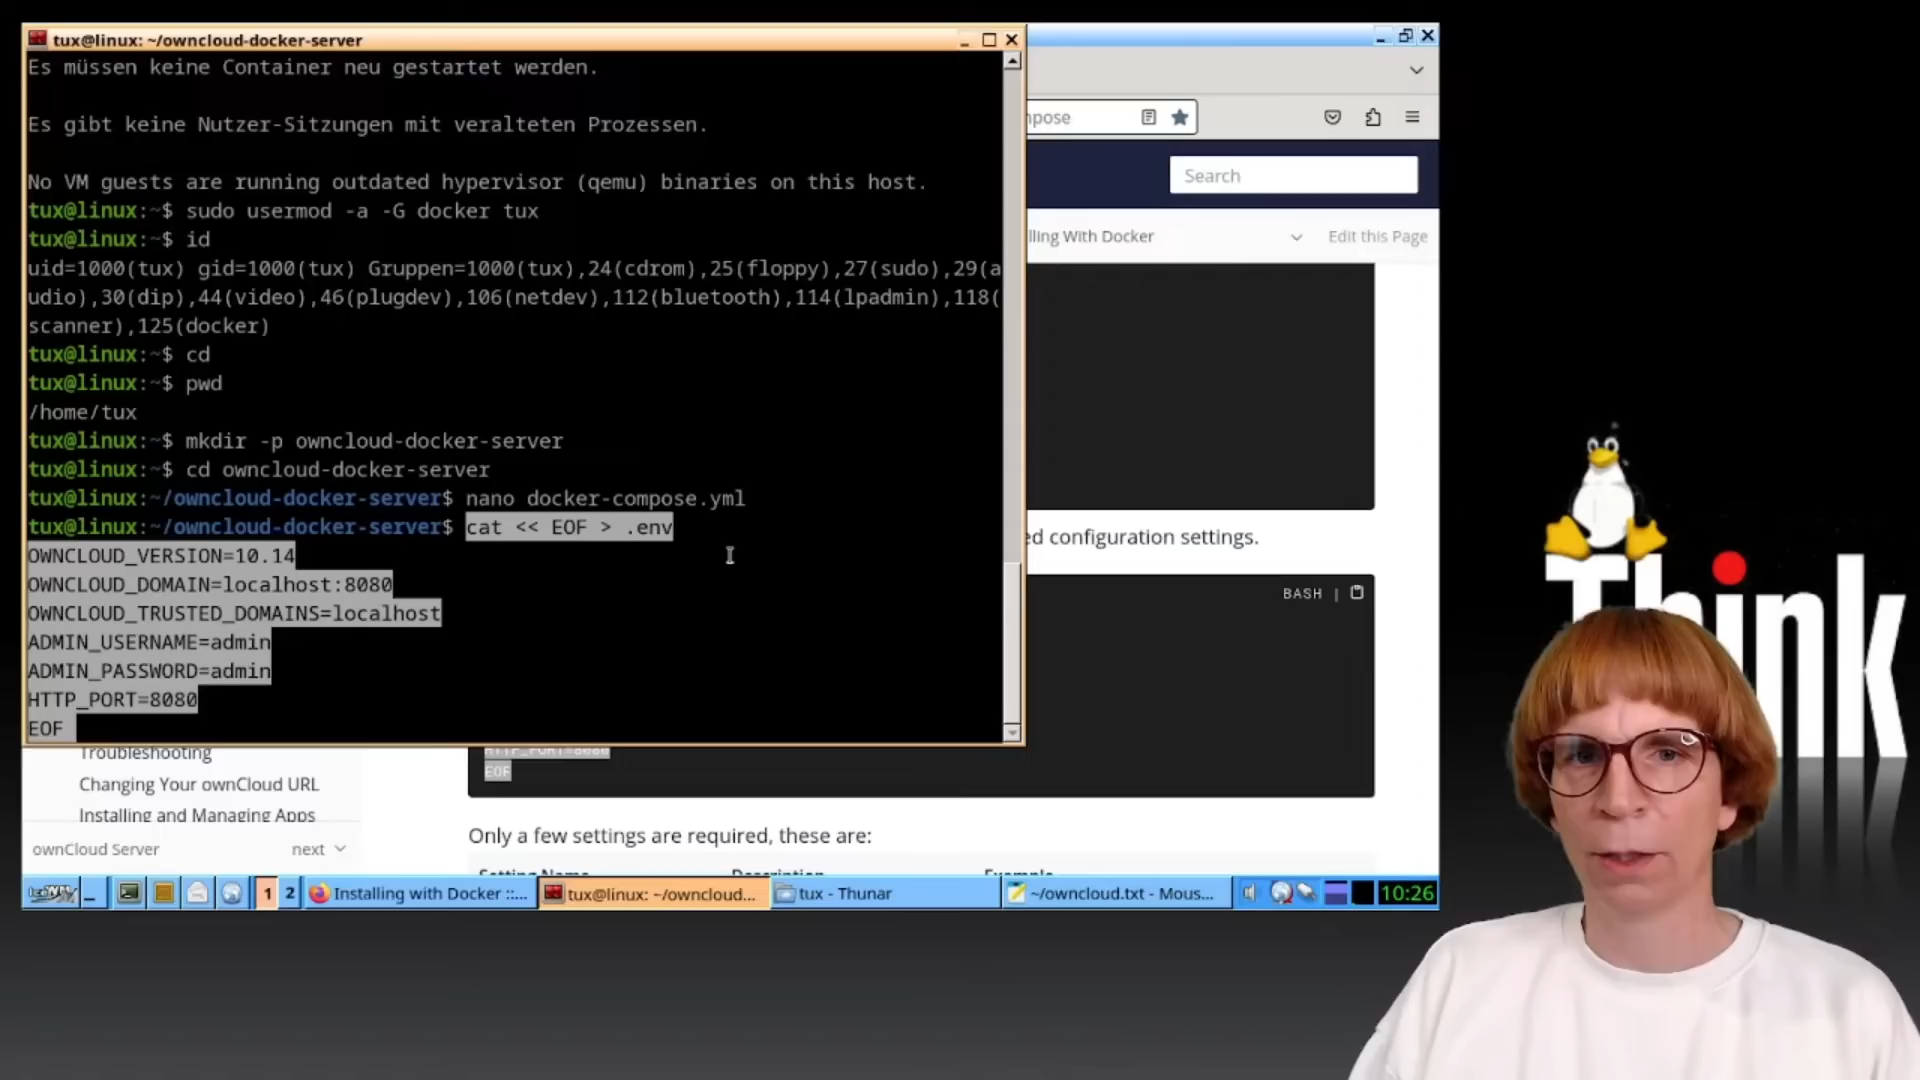 tux@linux: ~/owncloud-docker-server
Es müssen keine Container neu gestartet werden.
Es gibt keine Nutzer-Sitzungen mit veralteten Prozessen.
No VM guests are running outdated hypervisor (qemu) binaries on this host.
tux@linux:~$ sudo usermod -a -G docker tux
tux@linux:~$ id
uid=1000(tux) gid=1000(tux) Gruppen=1000(tux),24(cdrom),25(floppy),27(sudo),29(a
udio),30(dip),44(video),46(plugdev),106(netdev),112(bluetooth),114(lpadmin),118(
scanner),125(docker)
tux@linux:~$ cd
tux@linux:~$ pwd
/home/tux
tux@linux:~$ mkdir -p owncloud-docker-server
tux@linux:~$ cd owncloud-docker-server
tux@linux:~/owncloud-docker-server$ nano docker-compose.yml
tux@linux:~/owncloud-docker-server$ cat << EOF > .env
OWNCLOUD_VERSION=10.14
OWNCLOUD_DOMAIN=localhost:8080
OWNCLOUD_TRUSTED_DOMAINS=localhost
ADMIN_USERNAME=admin
ADMIN_PASSWORD=admin
HTTP_PORT=8080
EOF
npose
Search
lling With Docker
Edit this Page
ed configuration settings.
BASH |
HTTP_PORT=8080
EOF
Troubleshooting
Changing Your ownCloud URL
Installing and Managing Apps
ownCloud Server
next
Only a few settings are required, these are:
Setting Name Description Example
1 2 Installing with Docker ::... tux@linux: ~/owncloud... tux - Thunar ~/owncloud.txt - Mous... 10:26
Think